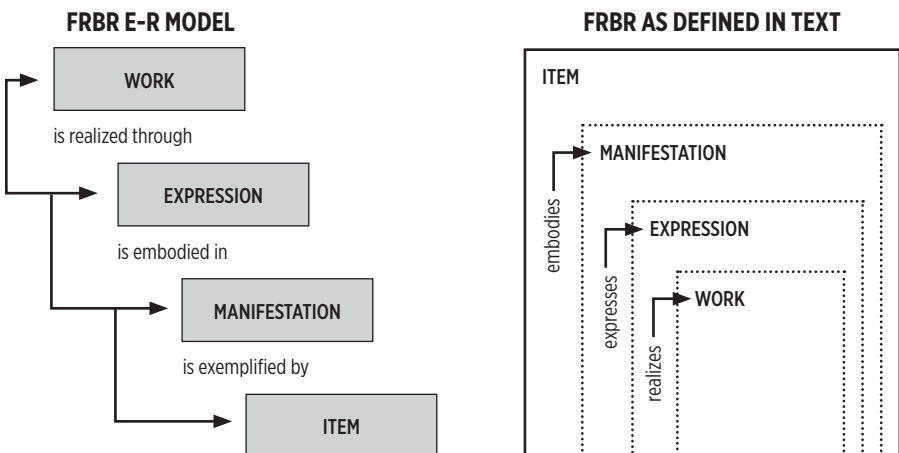 FRBR E-R MODEL
WORK
is realized through
EXPRESSION
is embodied in
MANIFESTATION
is exemplified by
ITEM
FRBR AS DEFINED IN TEXT
ITEM
MANIFESTATION
embodies
EXPRESSION
expresses
WORK
realizes